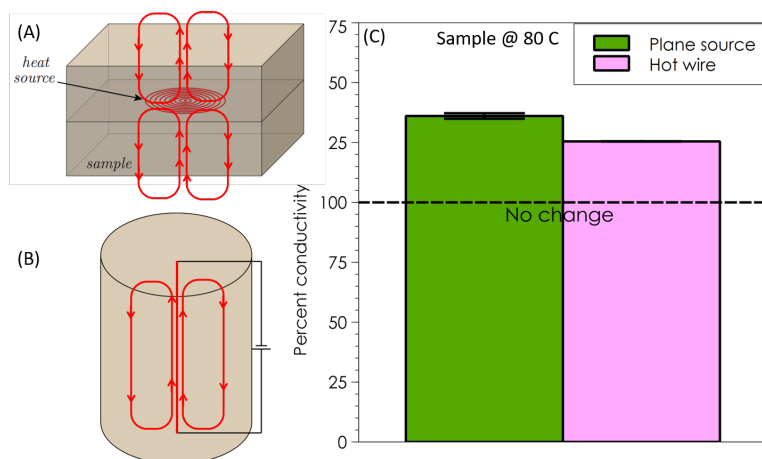 (A)
heat
source
sample
(B)
(C)
Sample @ 80 C
Plane source
Hot wire
No change
Percent conductivity
75
50
25
100
75
50
25
0